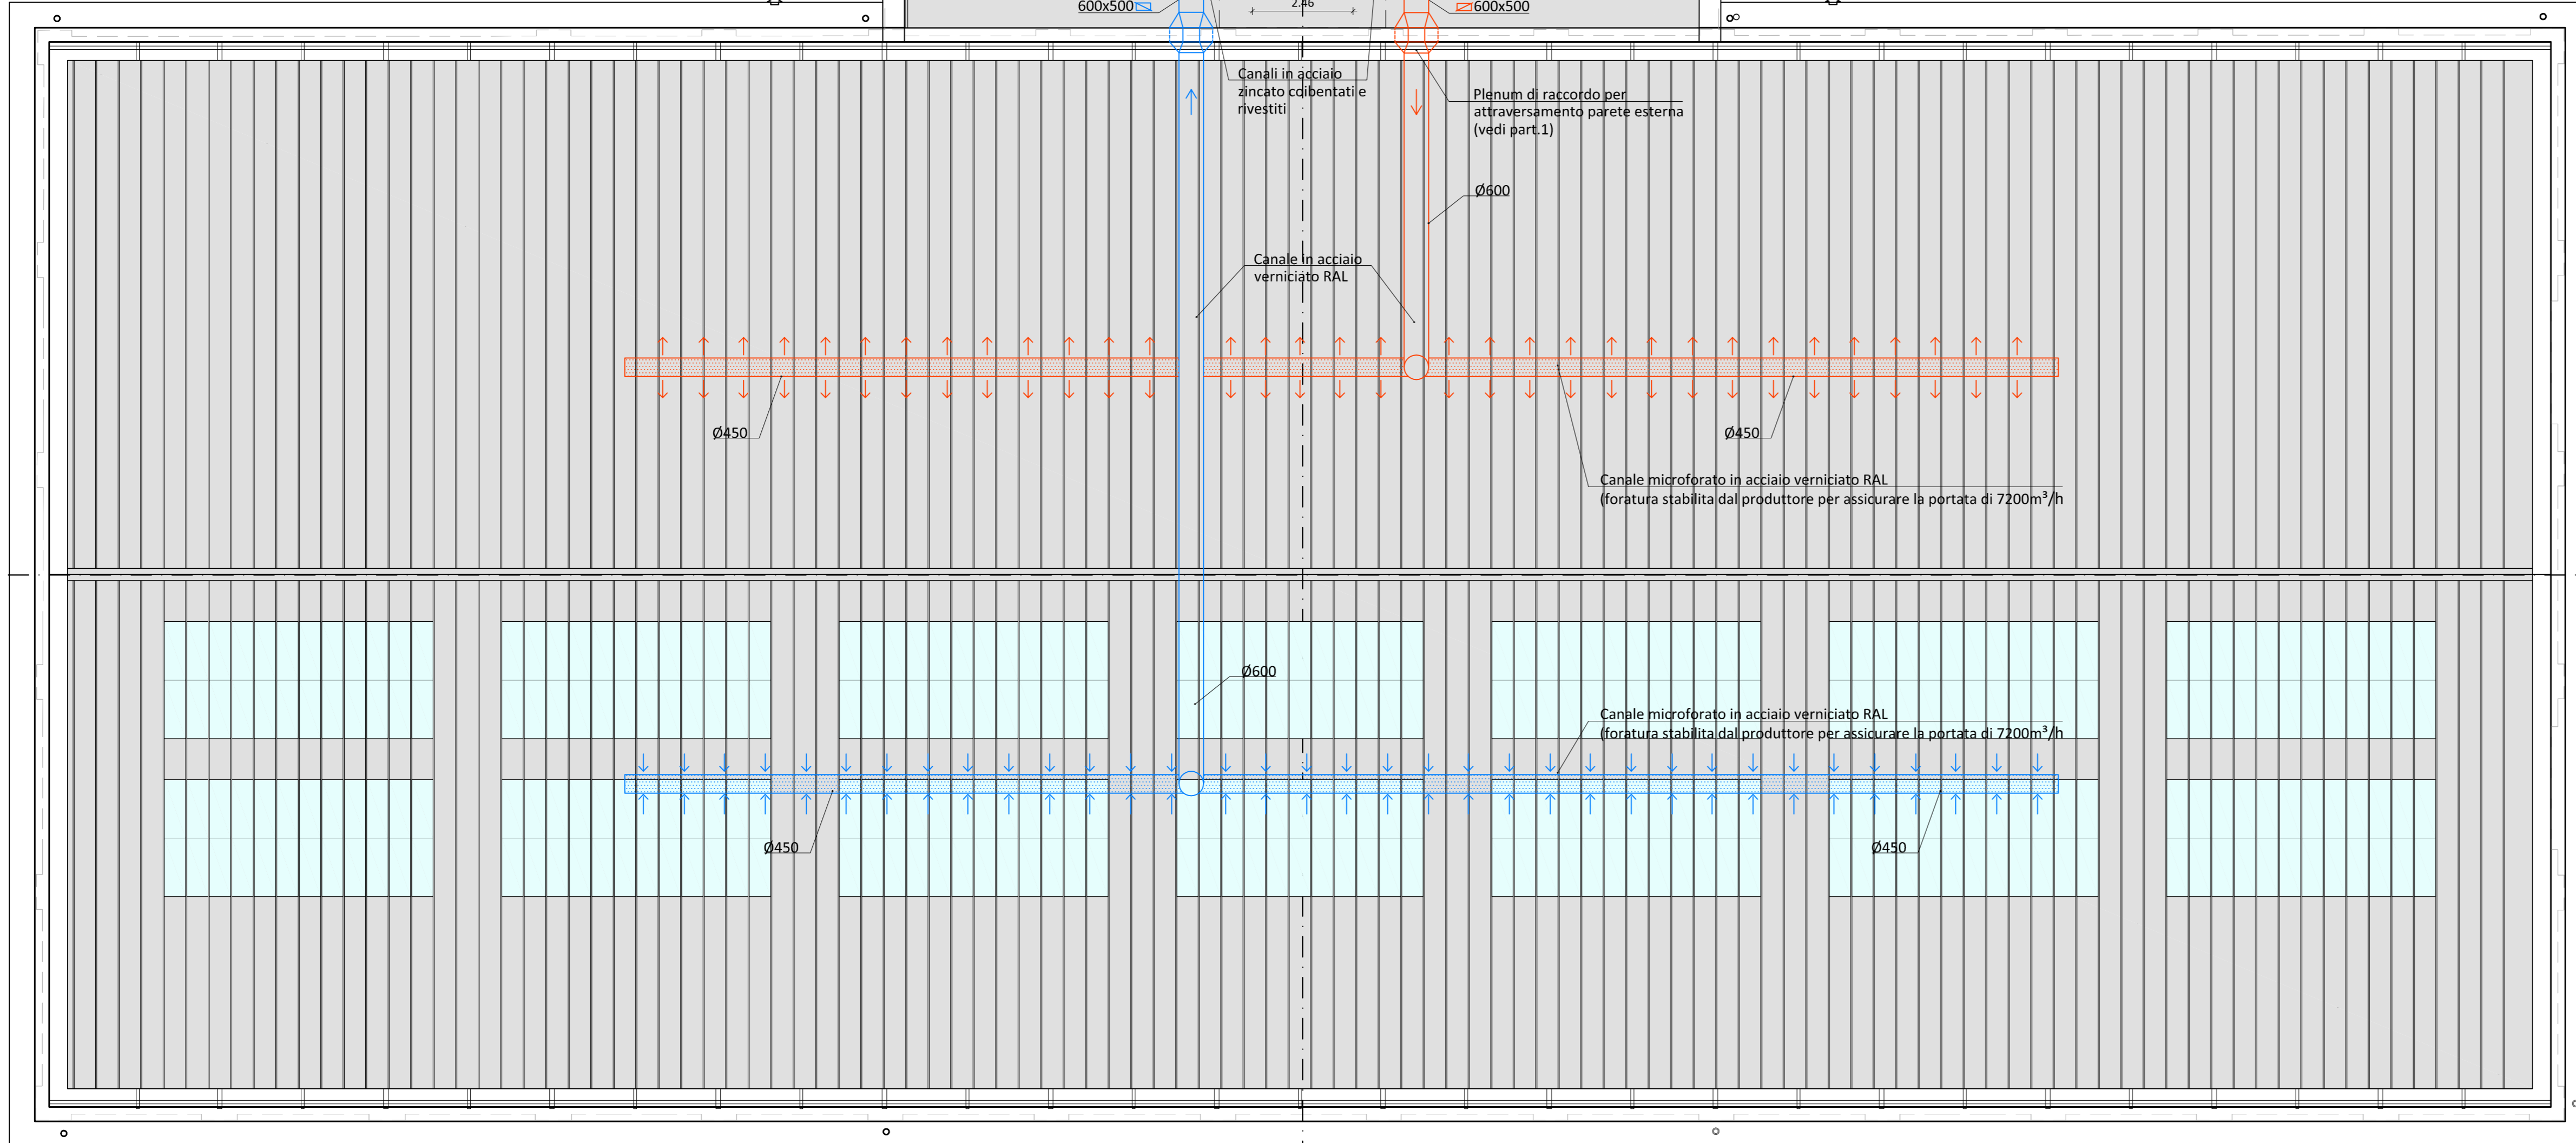 600x500
2.46
600x500
Canali in acciaio
zincato coibentati e
rivestiti
Plenum di raccordo per
attraversamento parete esterna
(vedi part.1)
Ø600
Canale in acciaio
verniciato RAL
Ø450
Ø450
Canale microforato in acciaio verniciato RAL
(foratura stabilita dal produttore per assicurare la portata di 7200m³/h
Ø600
Canale microforato in acciaio verniciato RAL
(foratura stabilita dal produttore per assicurare la portata di 7200m³/h
Ø450
Ø450